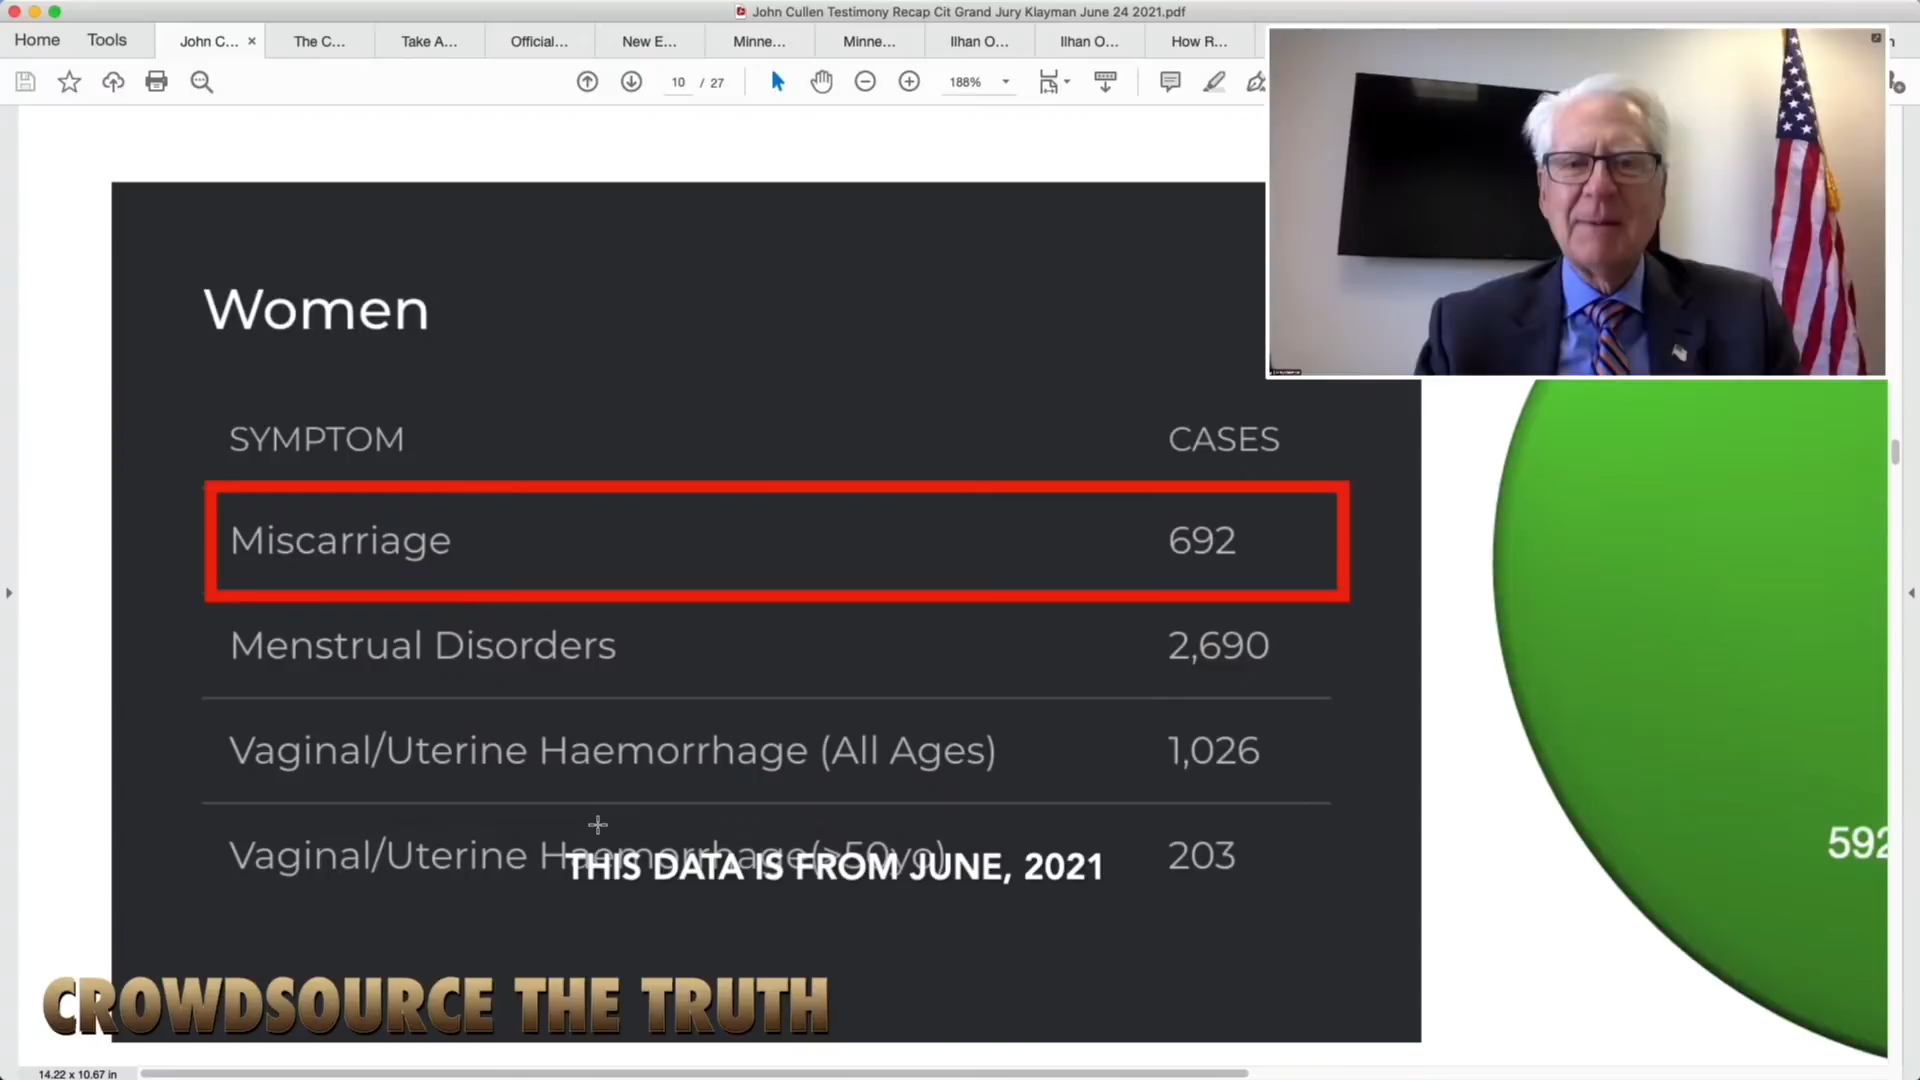 John Cullen Testimony Recap Cit Grand Jury Klayman June 24 2021.pdf
Home Tools John C... × The C... Take A... Official... New E... Minne... Minne... Ilhan O... Ilhan O... How R...
10 / 27 188%
Women
SYMPTOM CASES
Miscarriage 692
Menstrual Disorders 2,690
Vaginal/Uterine Haemorrhage (All Ages) 1,026
Vaginal/Uterine Haemorrhage(>50yo) 203
THIS DATA IS FROM JUNE, 2021
592
CROWDSOURCE THE TRUTH
14.22 x 10.67 in